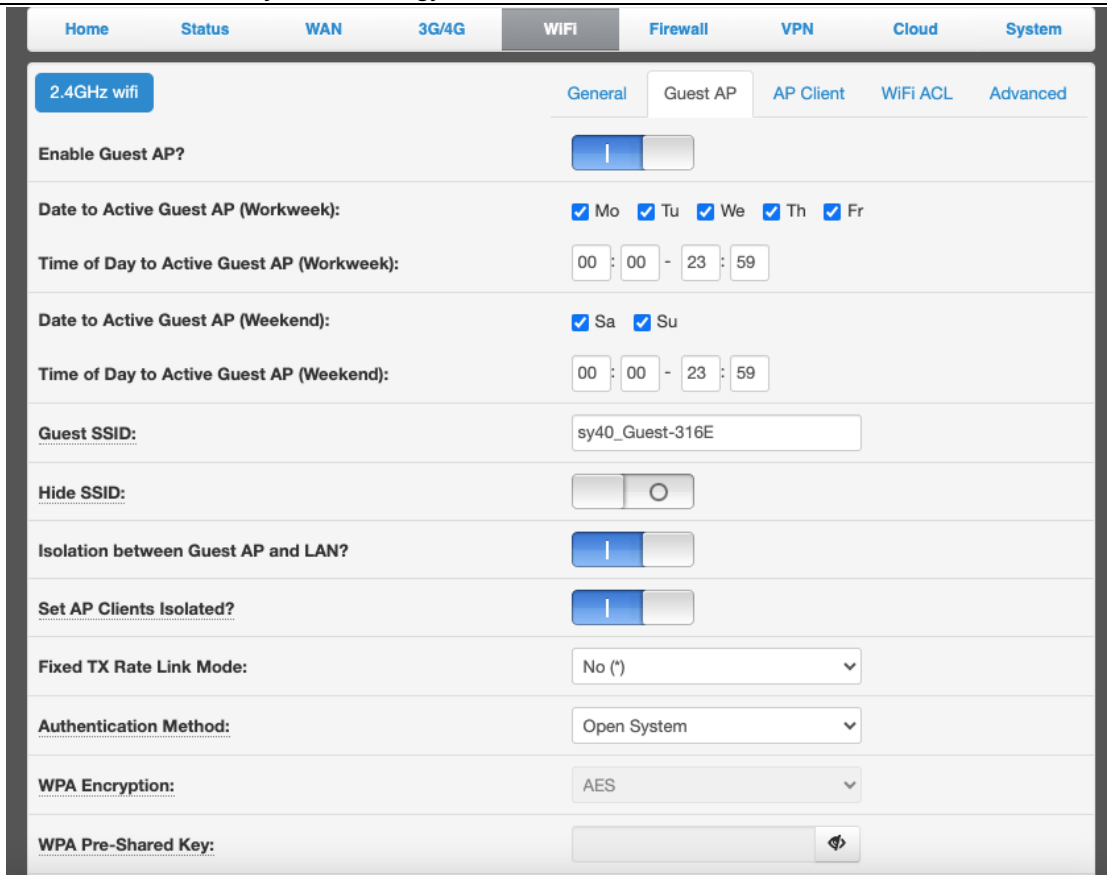 Home Status WAN 3G/4G WiFi Firewall VPN Cloud System
2.4GHz wifi General Guest AP AP Client WiFi ACL Advanced
Enable Guest AP?
Date to Active Guest AP (Workweek): Mo Tu We Th Fr
Time of Day to Active Guest AP (Workweek): 00 : 00 - 23 : 59
Date to Active Guest AP (Weekend): Sa Su
Time of Day to Active Guest AP (Weekend): 00 : 00 - 23 : 59
Guest SSID: sy40_Guest-316E
Hide SSID:
Isolation between Guest AP and LAN?
Set AP Clients Isolated?
Fixed TX Rate Link Mode: No (*)
Authentication Method: Open System
WPA Encryption: AES
WPA Pre-Shared Key: